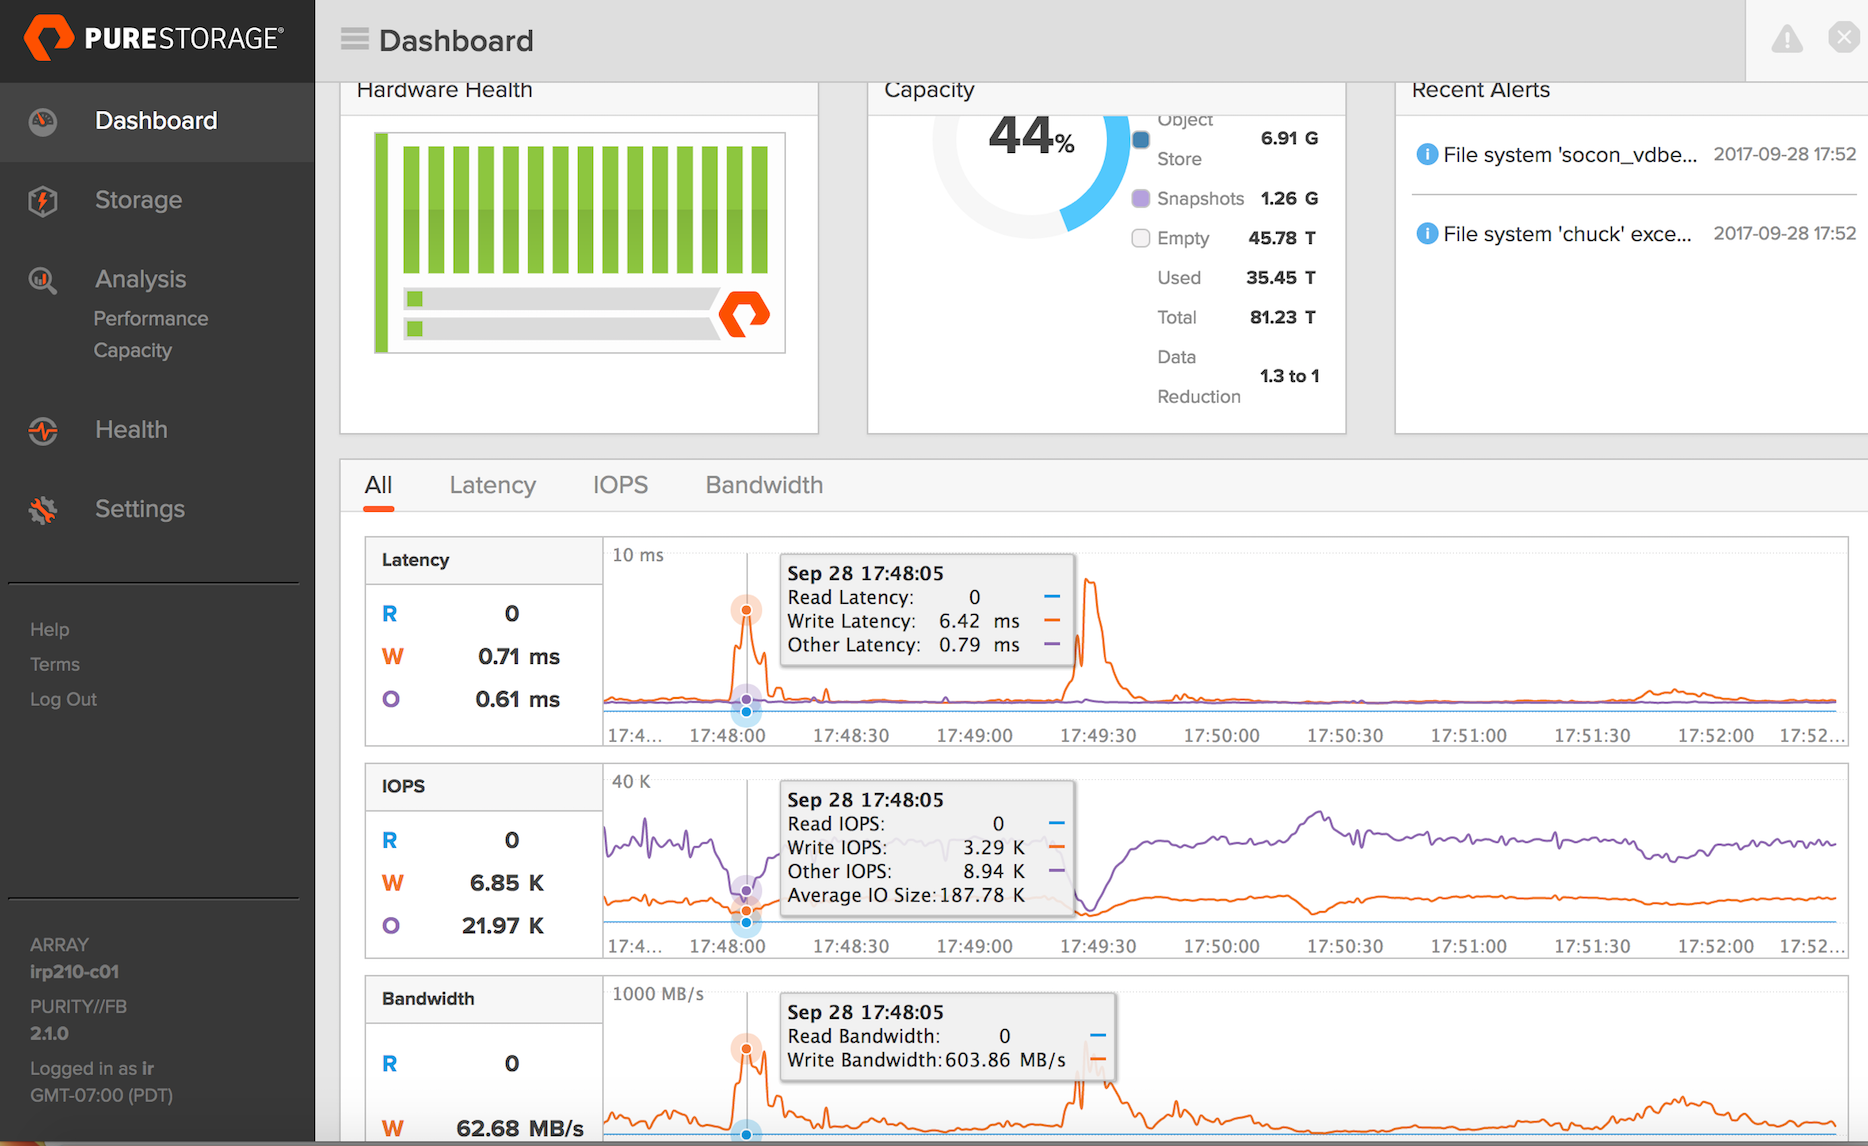 PURESTORAGE®
Dashboard
Storage
Analysis
Performance
Capacity
Health
Settings
Help
Terms
Log Out
ARRAY
irp210-c01
PURITY//FB
2.1.0
Logged in as ir
GMT-07:00 (PDT)
Dashboard
Hardware Health
Capacity
44%
Object
Store 6.91 G
Snapshots 1.26 G
Empty 45.78 T
Used 35.45 T
Total 81.23 T
Data
Reduction 1.3 to 1
Recent Alerts
File system 'socon_vdbe... 2017-09-28 17:52
File system 'chuck' exce... 2017-09-28 17:52
All Latency IOPS Bandwidth
Latency
R 0
W 0.71 ms
O 0.61 ms
10 ms
Sep 28 17:48:05
Read Latency: 0
Write Latency: 6.42 ms
Other Latency: 0.79 ms
17:4... 17:48:00 17:48:30 17:49:00 17:49:30 17:50:00 17:50:30 17:51:00 17:51:30 17:52:00 17:52...
IOPS
R 0
W 6.85 K
O 21.97 K
40 K
Sep 28 17:48:05
Read IOPS: 0
Write IOPS: 3.29 K
Other IOPS: 8.94 K
Average IO Size: 187.78 K
17:4... 17:48:00 17:48:30 17:49:00 17:49:30 17:50:00 17:50:30 17:51:00 17:51:30 17:52:00 17:52...
Bandwidth
R 0
W 62.68 MB/s
1000 MB/s
Sep 28 17:48:05
Read Bandwidth: 0
Write Bandwidth: 603.86 MB/s